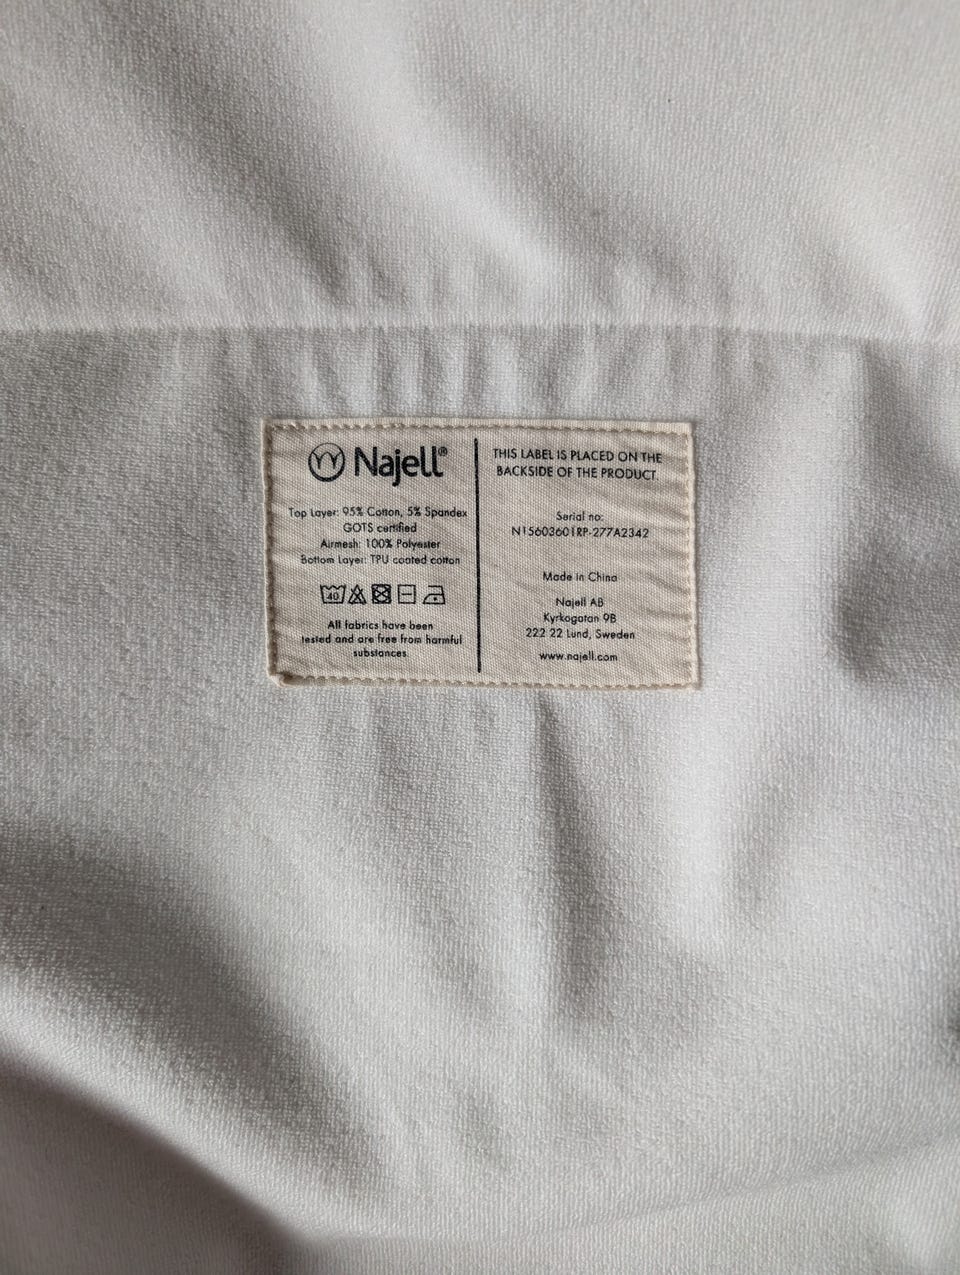 Najell®
Top Layer: 95% Cotton, 5% Spandex
GOTS certified
Airmesh: 100% Polyester
Bottom Layer: TPU coated cotton
40
All fabrics have been
tested and are free from harmful
substances
THIS LABEL IS PLACED ON THE
BACKSIDE OF THE PRODUCT.
Serial no:
N15603601RP-277A2342
Made in China
Najell AB
Kyrkogatan 9B
222 22 Lund, Sweden
www.najell.com